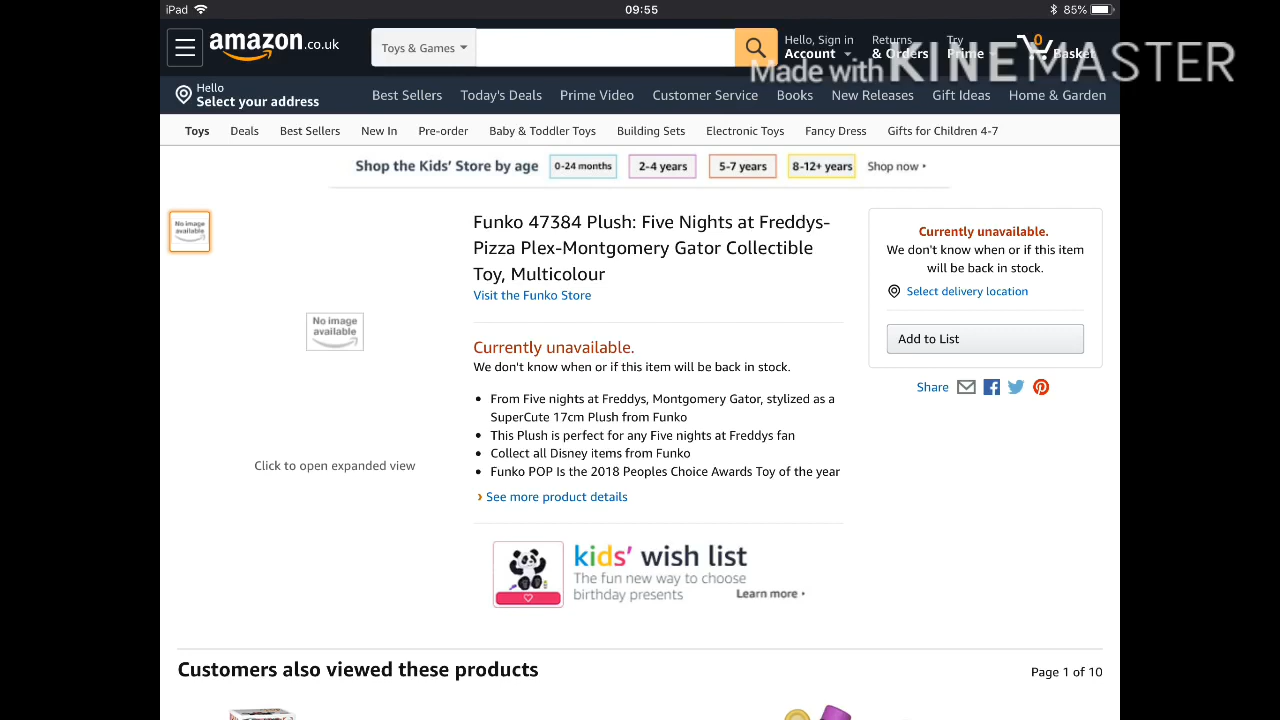 iPad 09:55 85%
amazon.co.uk
Toys & Games
Hello, Sign in
Account
Returns
& Orders
Try
Prime
0
Basket
Made with KINEMASTER
Hello
Select your address
Best Sellers Today's Deals Prime Video Customer Service Books New Releases Gift Ideas Home & Garden
Toys Deals Best Sellers New In Pre-order Baby & Toddler Toys Building Sets Electronic Toys Fancy Dress Gifts for Children 4-7
Shop the Kids' Store by age 0-24 months 2-4 years 5-7 years 8-12+ years Shop now
No image
available
No image
available
Click to open expanded view
Funko 47384 Plush: Five Nights at Freddys-
Pizza Plex-Montgomery Gator Collectible
Toy, Multicolour
Visit the Funko Store
Currently unavailable.
We don't know when or if this item will be back in stock.
From Five nights at Freddys, Montgomery Gator, stylized as a
SuperCute 17cm Plush from Funko
This Plush is perfect for any Five nights at Freddys fan
Collect all Disney items from Funko
Funko POP Is the 2018 Peoples Choice Awards Toy of the year
› See more product details
kids' wish list
The fun new way to choose
birthday presents
Learn more
Currently unavailable.
We don't know when or if this item
will be back in stock.
Select delivery location
Add to List
Share
Customers also viewed these products
Page 1 of 10